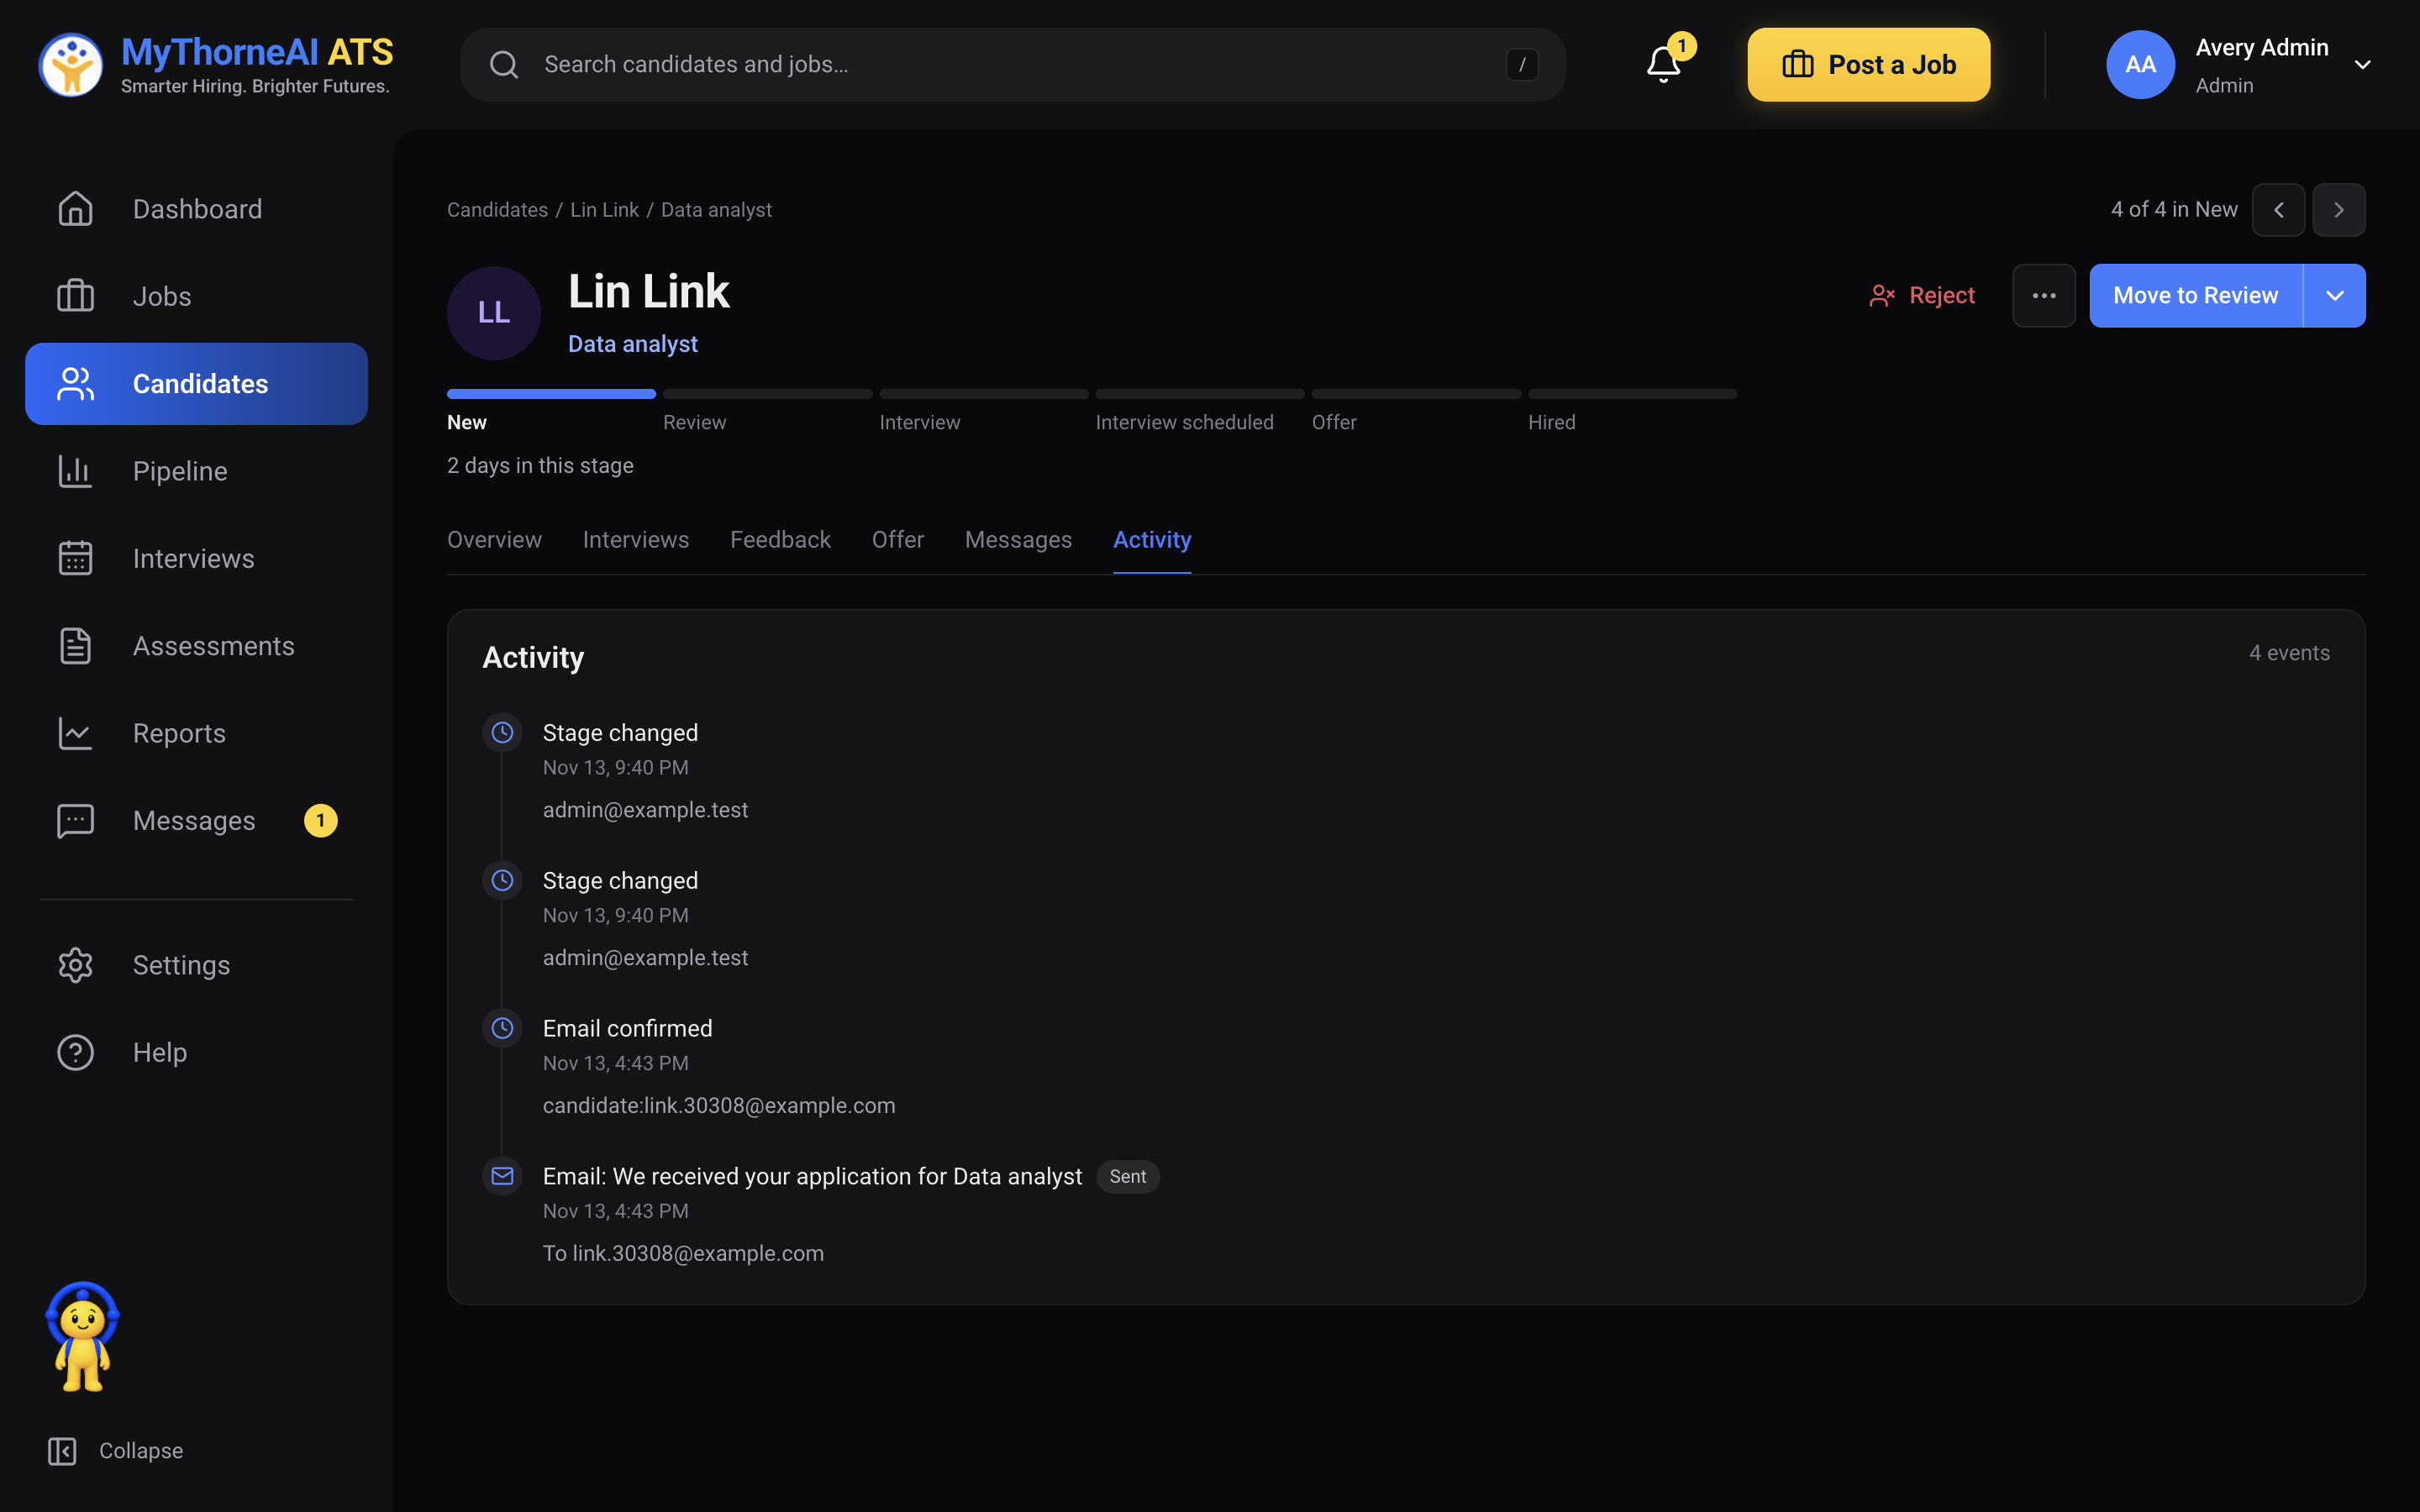 MyThorneAI ATS
Smarter Hiring. Brighter Futures.
Search candidates and jobs...
/
1
Post a Job
AA
Avery Admin
Admin
Dashboard
Jobs
Candidates
Pipeline
Interviews
Assessments
Reports
Messages
1
Settings
Help
Collapse
Candidates / Lin Link / Data analyst
4 of 4 in New
LL
Lin Link
Data analyst
Reject
Move to Review
New
Review
Interview
Interview scheduled
Offer
Hired
2 days in this stage
Overview
Interviews
Feedback
Offer
Messages
Activity
Activity
4 events
Stage changed
Nov 13, 9:40 PM
admin@example.test
Stage changed
Nov 13, 9:40 PM
admin@example.test
Email confirmed
Nov 13, 4:43 PM
candidate:link.30308@example.com
Email: We received your application for Data analyst Sent
Nov 13, 4:43 PM
To link.30308@example.com